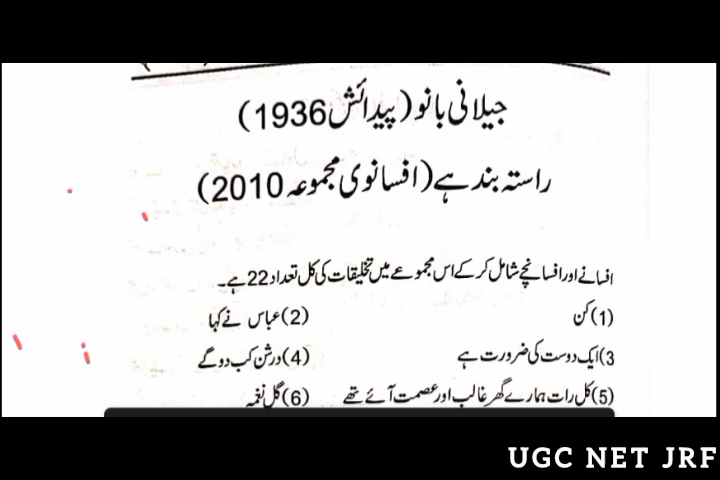 جیلانی بانو (پیدائش 1936)
راستہ بند ہے (افسانوی مجموعہ 2010)
افسانے اور افسانچے شامل کر کے اس مجموعے میں تخلیقات کی کل تعداد 22 ہے۔
(1) کن (2) عباس نے کہا
3) ایک دوست کی ضرورت ہے (4) درشن کب دو گے
(5) کل رات ہمارے گھر غالب اور عصمت آئے تھے (6) گل نغمہ
UGC NET JRF